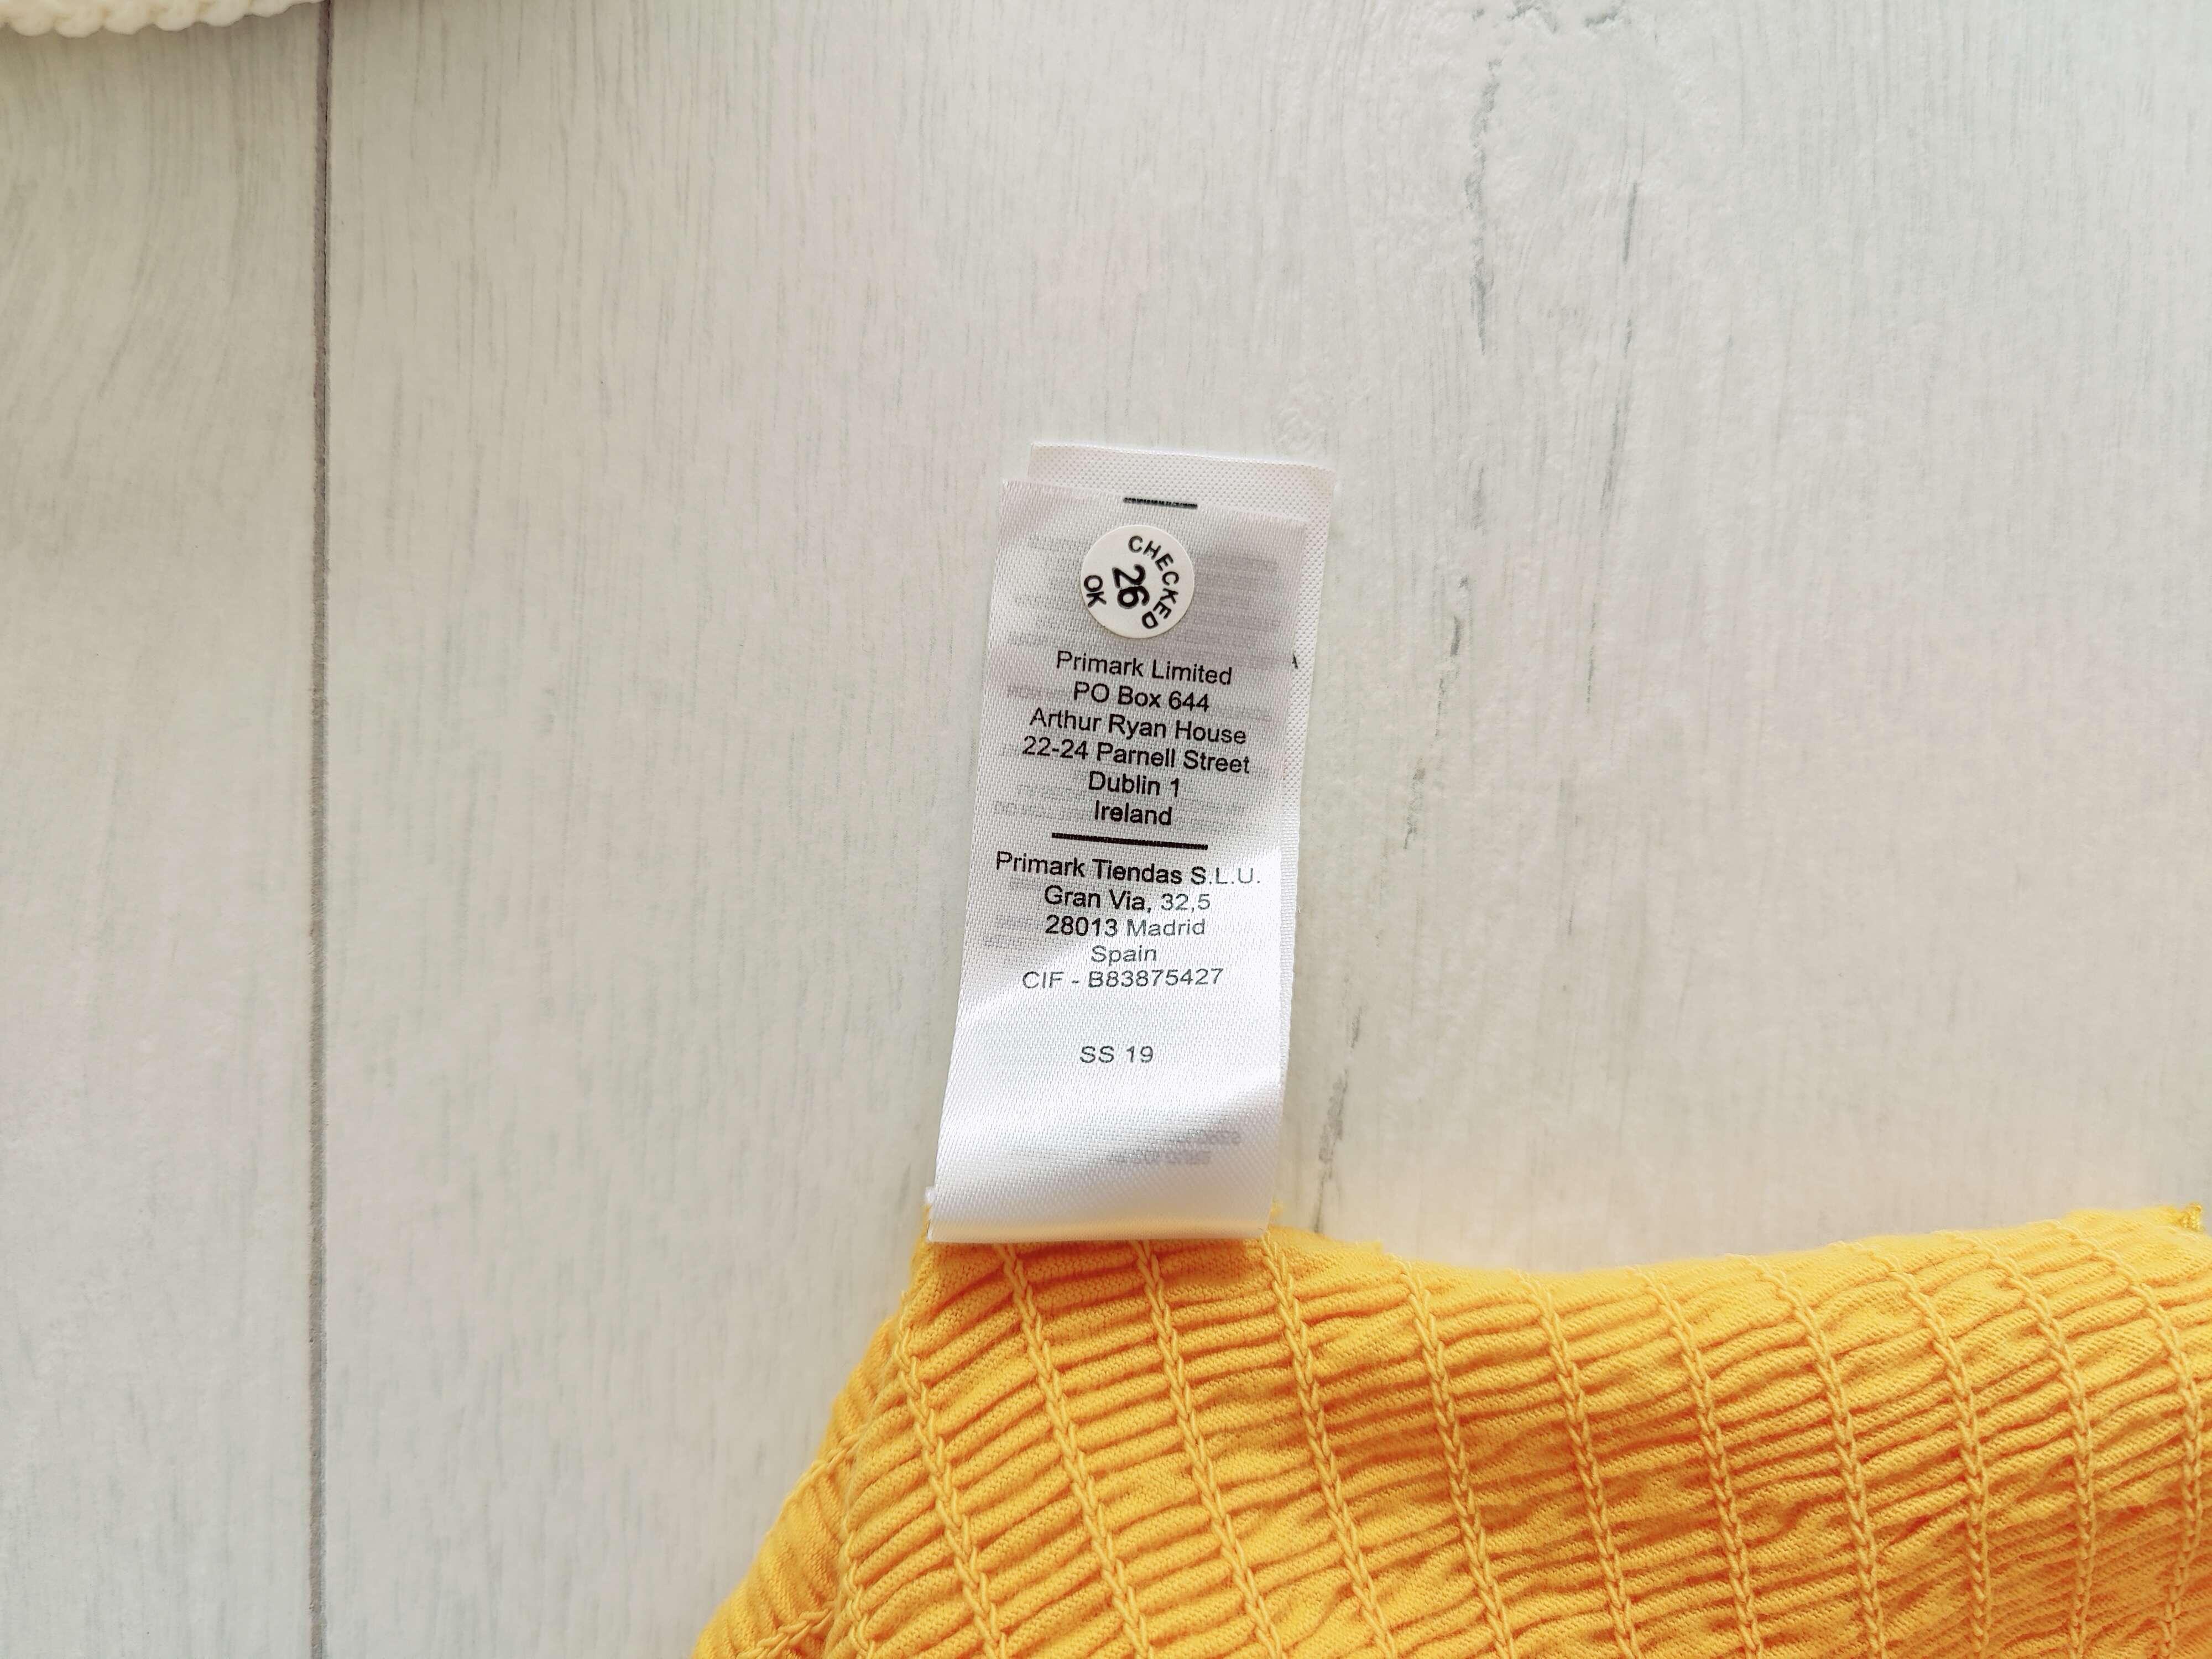 CHECKED
26
OK
Primark Limited
PO Box 644
Arthur Ryan House
22-24 Parnell Street
Dublin 1
Ireland
Primark Tiendas S.L.U.
Gran Via, 32,5
28013 Madrid
Spain
CIF - B83875427
SS 19